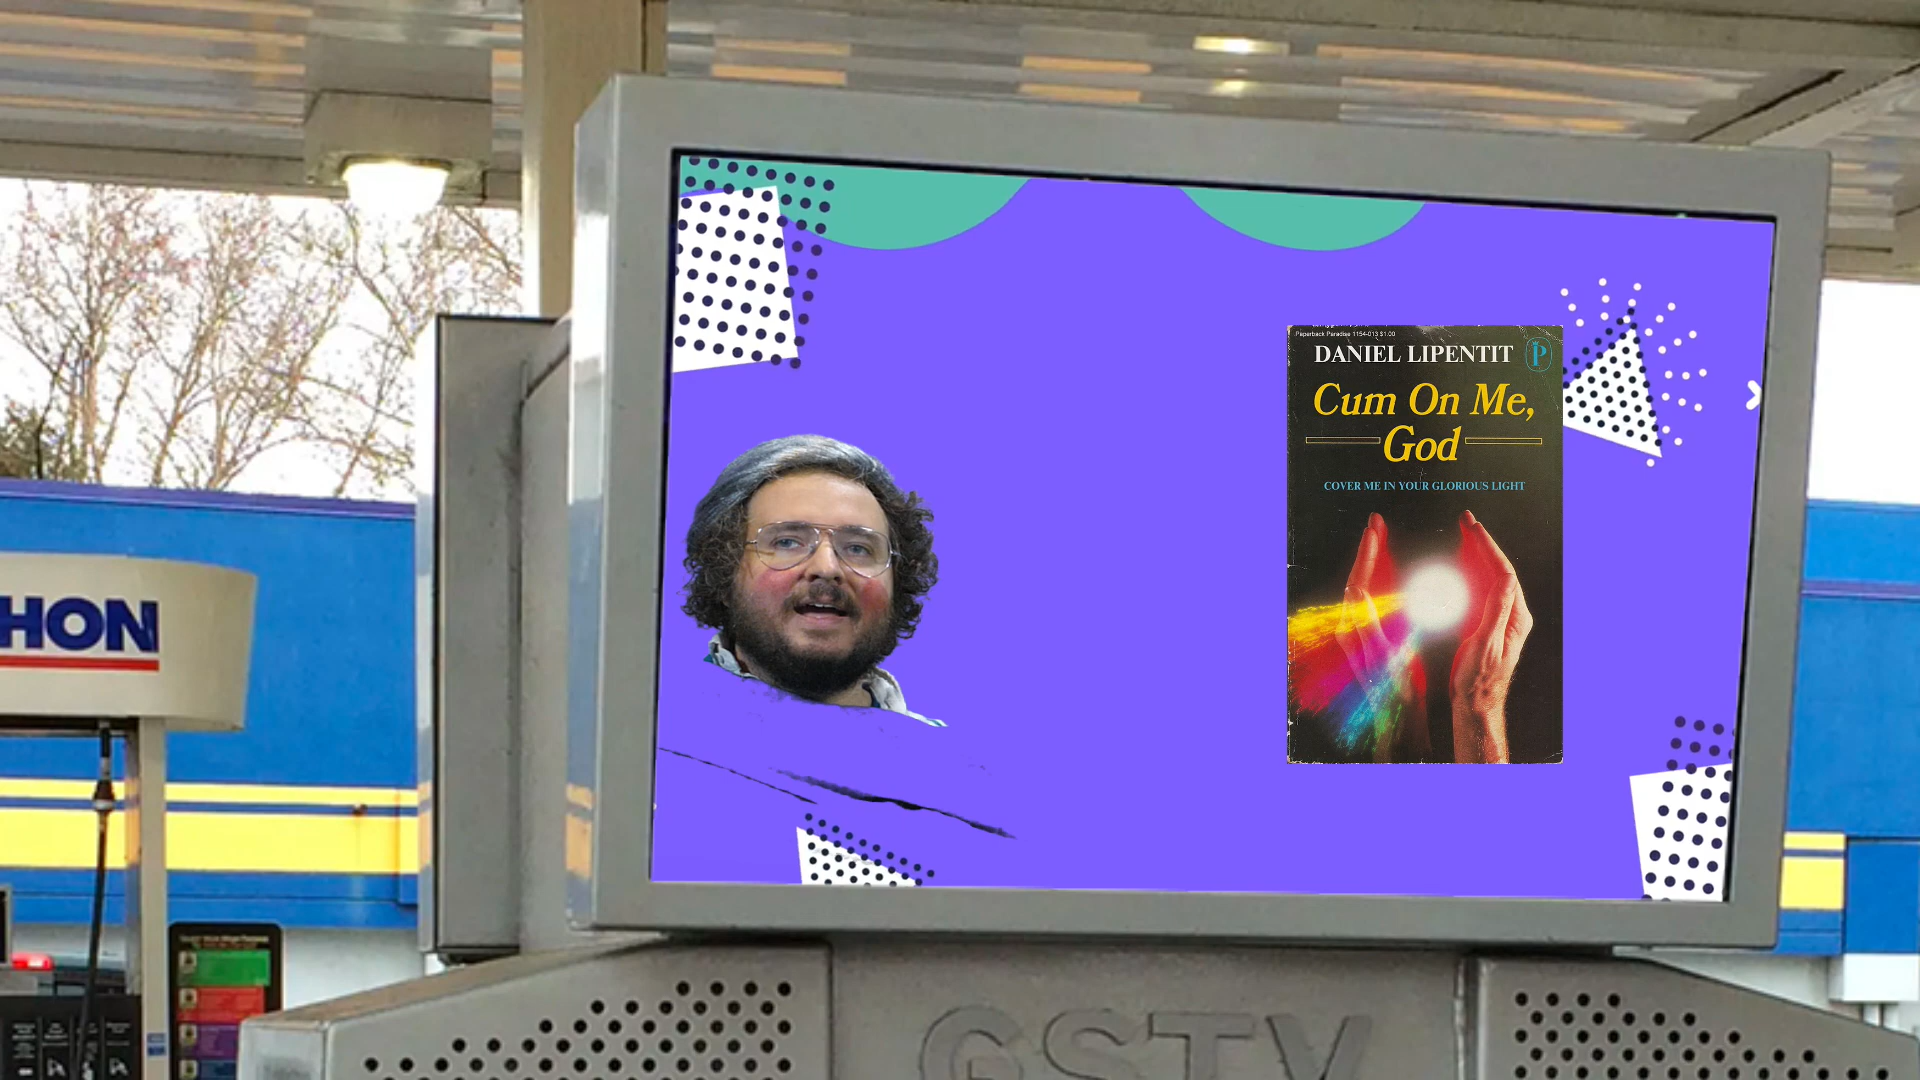 Paperback Paradise 1154-013 $1.00
DANIEL LIPENTIT
P
Cum On Me,
God
COVER ME IN YOUR GLORIOUS LIGHT
HON
GSTV